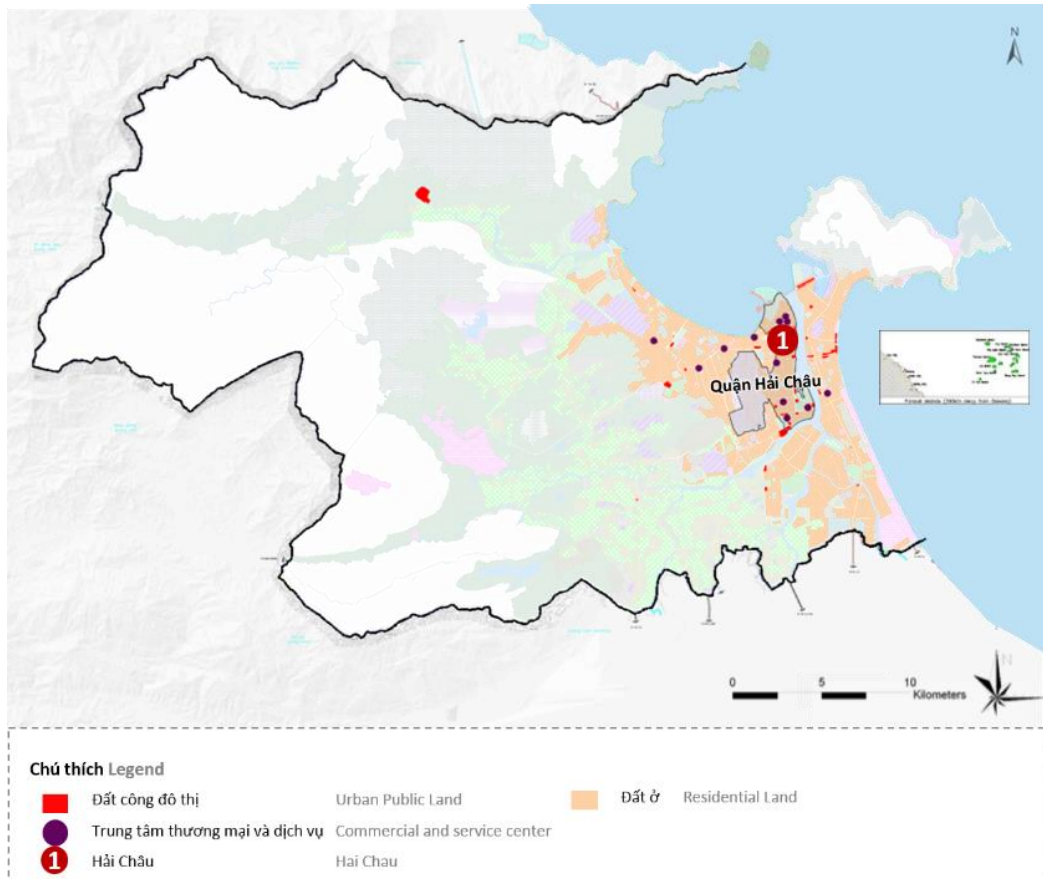 N
1
Quận Hải Châu
N
0 5 10
Kilometers
Chú thích Legend
Đất công đô thị Urban Public Land
Đất ở Residential Land
Trung tâm thương mại và dịch vụ Commercial and service center
1 Hải Châu Hai Chau